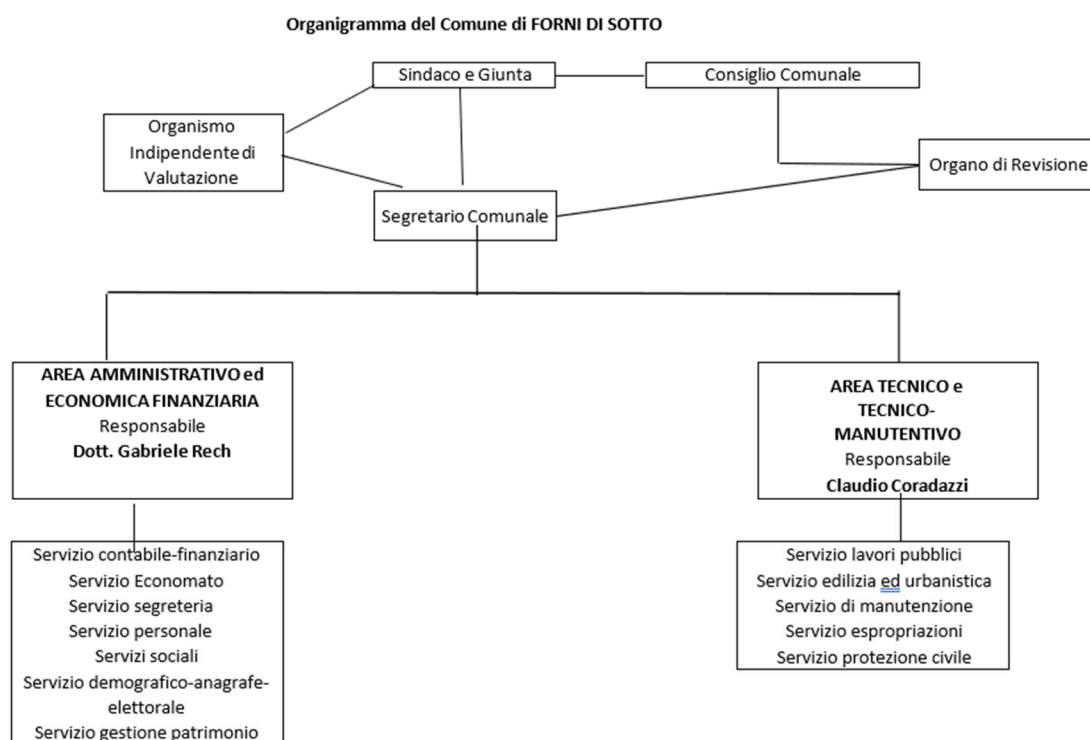 Organigramma del Comune di FORNI DI SOTTO
Sindaco e Giunta
Consiglio Comunale
Organismo
Indipendente di
Valutazione
Organo di Revisione
Segretario Comunale
AREA AMMINISTRATIVO ed
ECONOMICA FINANZIARIA
Responsabile
Dott. Gabriele Rech
AREA TECNICO e
TECNICO-
MANUTENTIVO
Responsabile
Claudio Coradazzi
Servizio contabile-finanziario
Servizio Economato
Servizio segreteria
Servizio personale
Servizi sociali
Servizio demografico-anagrafe-
elettorale
Servizio gestione patrimonio
Servizio lavori pubblici
Servizio edilizia ed urbanistica
Servizio di manutenzione
Servizio espropriazioni
Servizio protezione civile